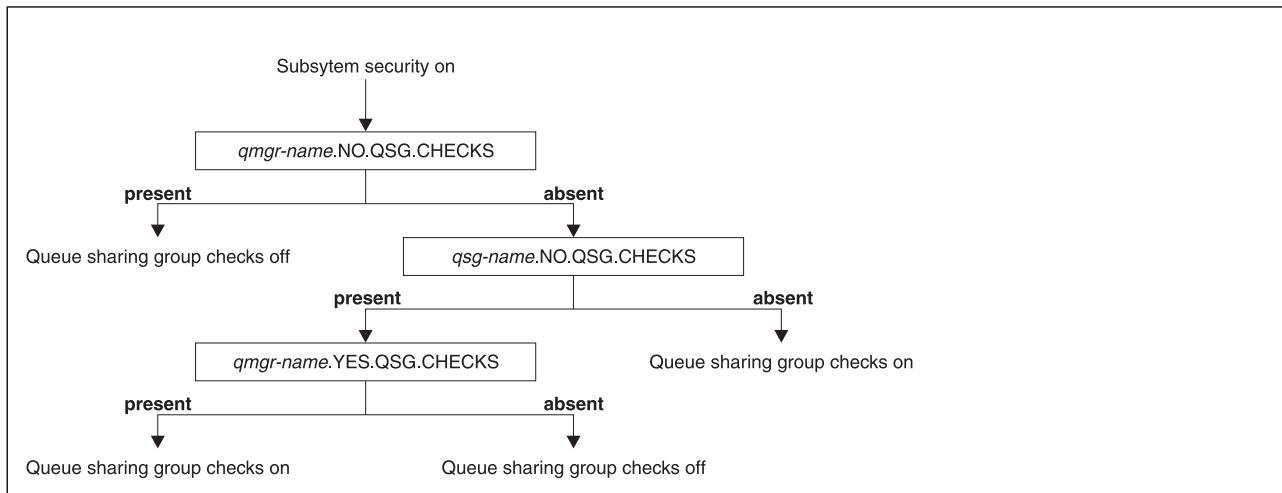 Subsytem security on
qmgr-name.NO.QSG.CHECKS
present
absent
Queue sharing group checks off
qsg-name.NO.QSG.CHECKS
present
absent
qmgr-name.YES.QSG.CHECKS
Queue sharing group checks on
present
absent
Queue sharing group checks on
Queue sharing group checks off